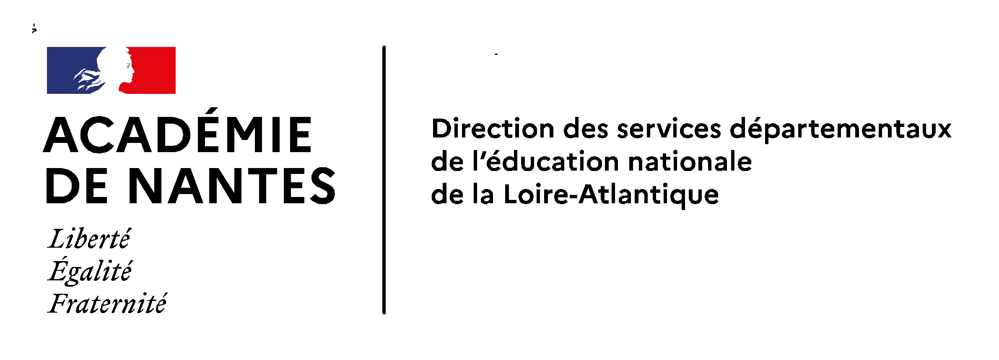 ACADÉMIE
DE NANTES
Liberté
Égalité
Fraternité
Direction des services départementaux
de l’éducation nationale
de la Loire-Atlantique